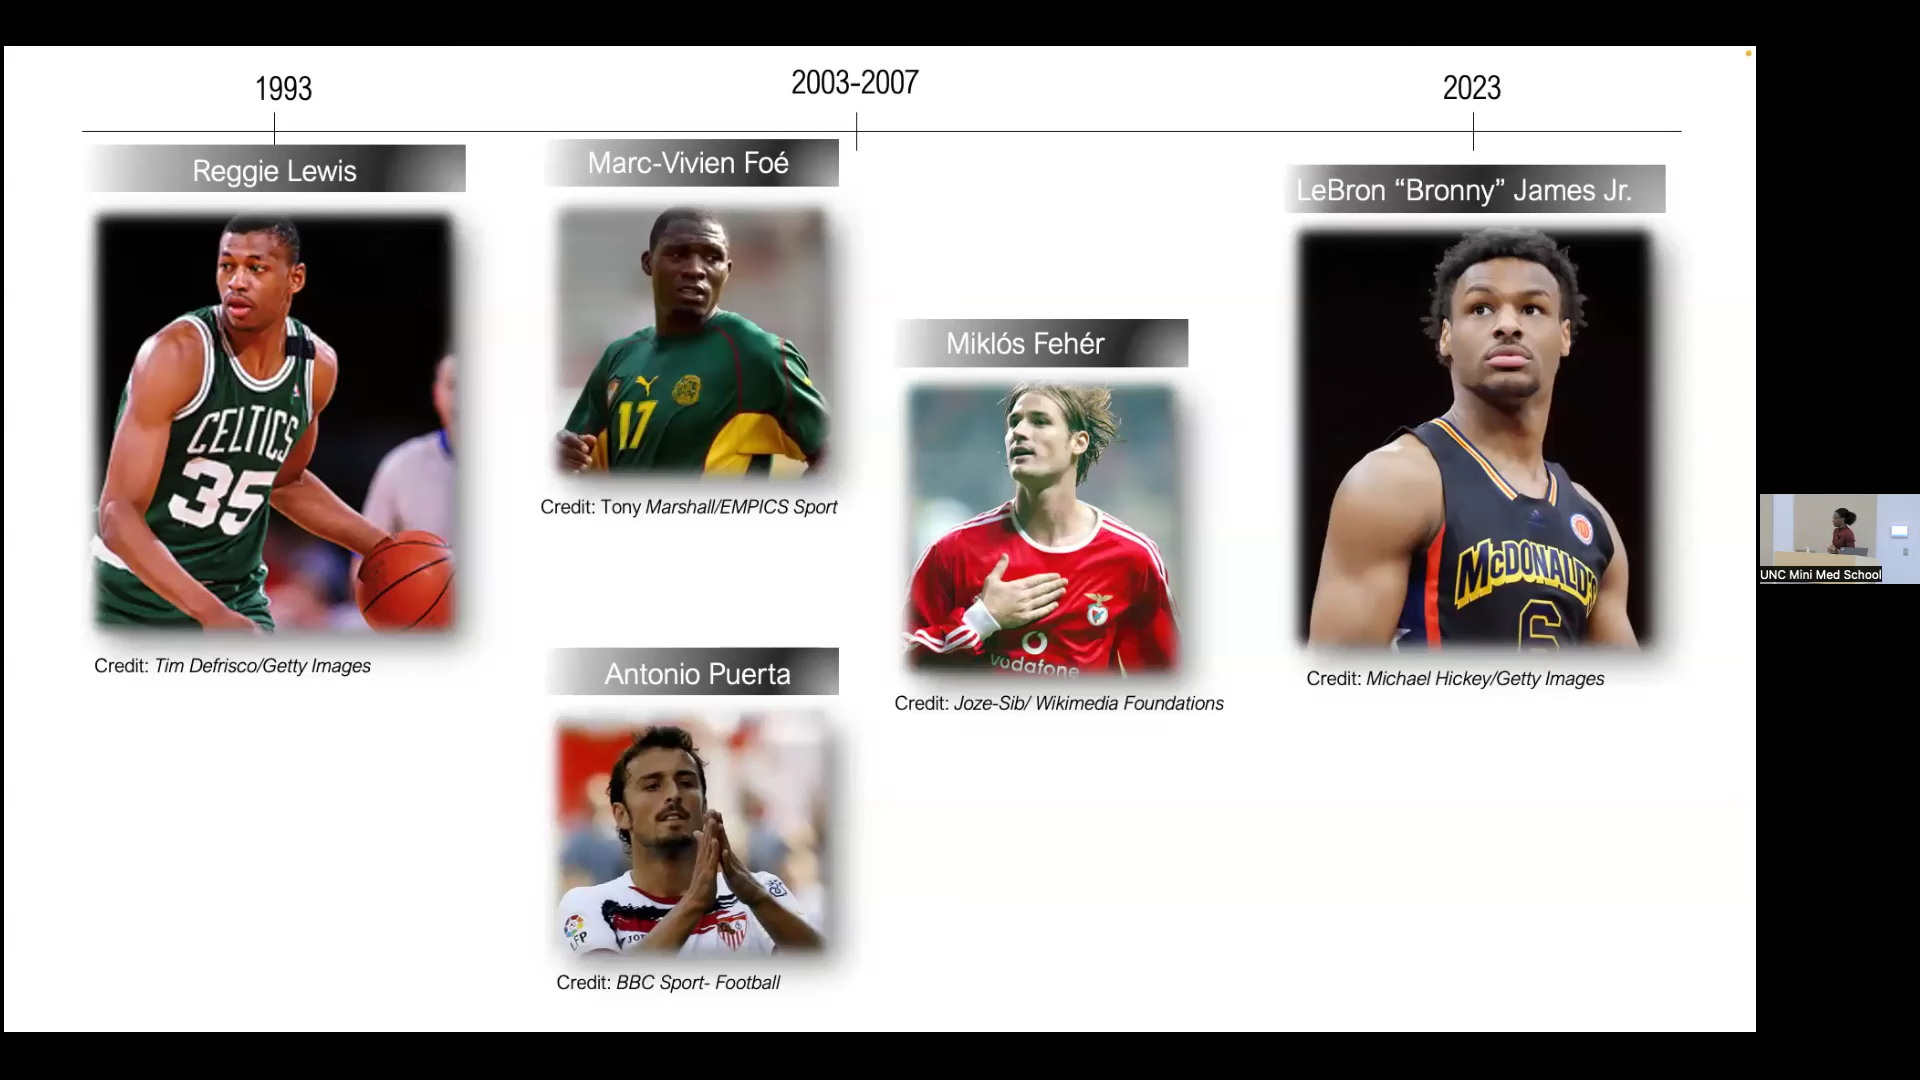 1993
2003-2007
2023
Reggie Lewis
Marc-Vivien Foé
LeBron “Bronny” James Jr.
Miklós Fehér
CELTICS
35
17
Credit: Tony Marshall/EMPICS Sport
vodafone
McDONALD
6
Credit: Tim Defrisco/Getty Images
Antonio Puerta
Credit: Joze-Sib/ Wikimedia Foundations
Credit: Michael Hickey/Getty Images
LFP
JO
Credit: BBC Sport- Football
UNC Mini Med School